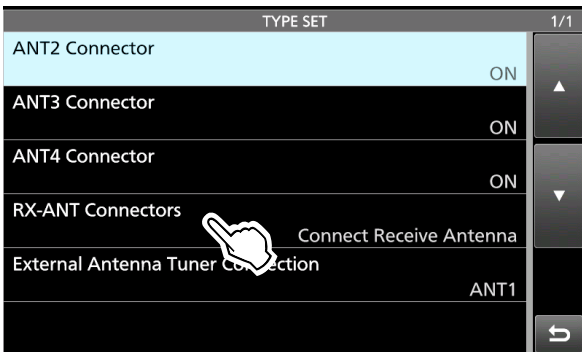 TYPE SET 1/1
ANT2 Connector
ON
ANT3 Connector
ON
ANT4 Connector
ON
RX-ANT Connectors
Connect Receive Antenna
External Antenna Tuner Connection
ANT1